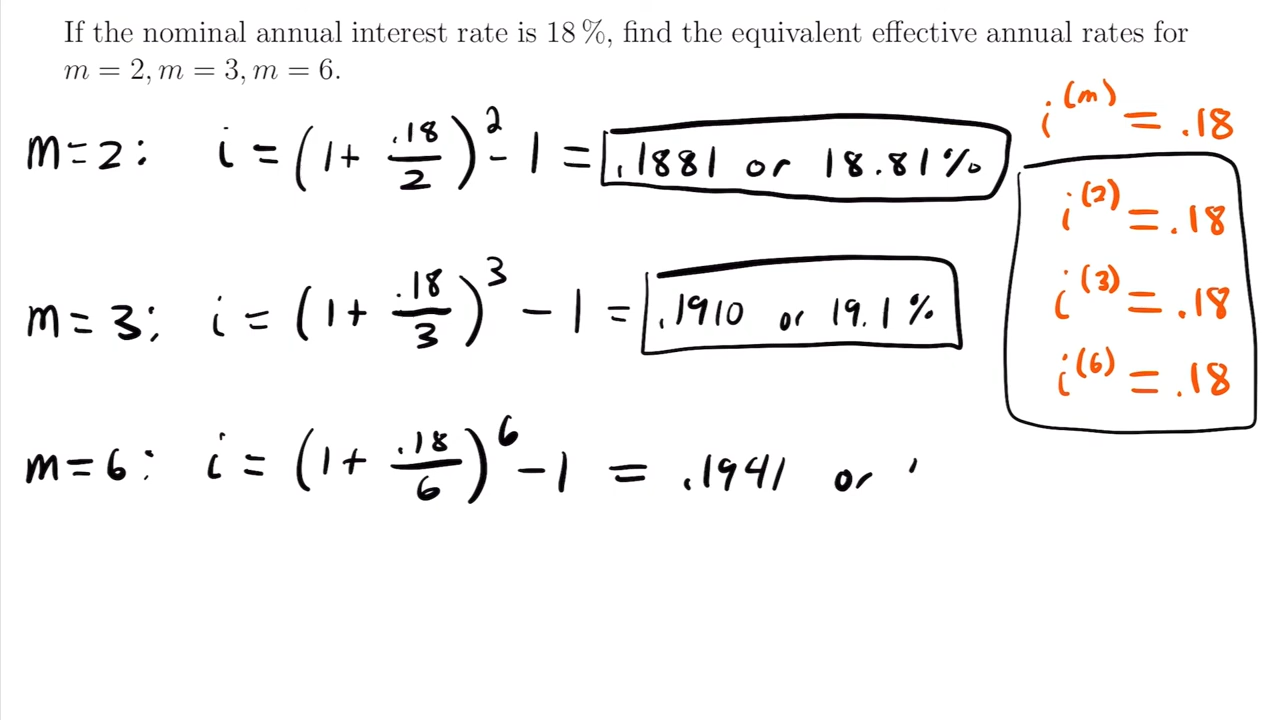 If the nominal annual interest rate is 18 %, find the equivalent effective annual rates for
m = 2, m = 3, m = 6.
i^(m) = .18
m=2: i = (1 + .18/2)^2 - 1 = .1881 or 18.81%
i^(2) = .18
m=3: i = (1 + .18/3)^3 - 1 = .1910 or 19.1%
i^(3) = .18
i^(6) = .18
m=6: i = (1 + .18/6)^6 - 1 = .1941 or